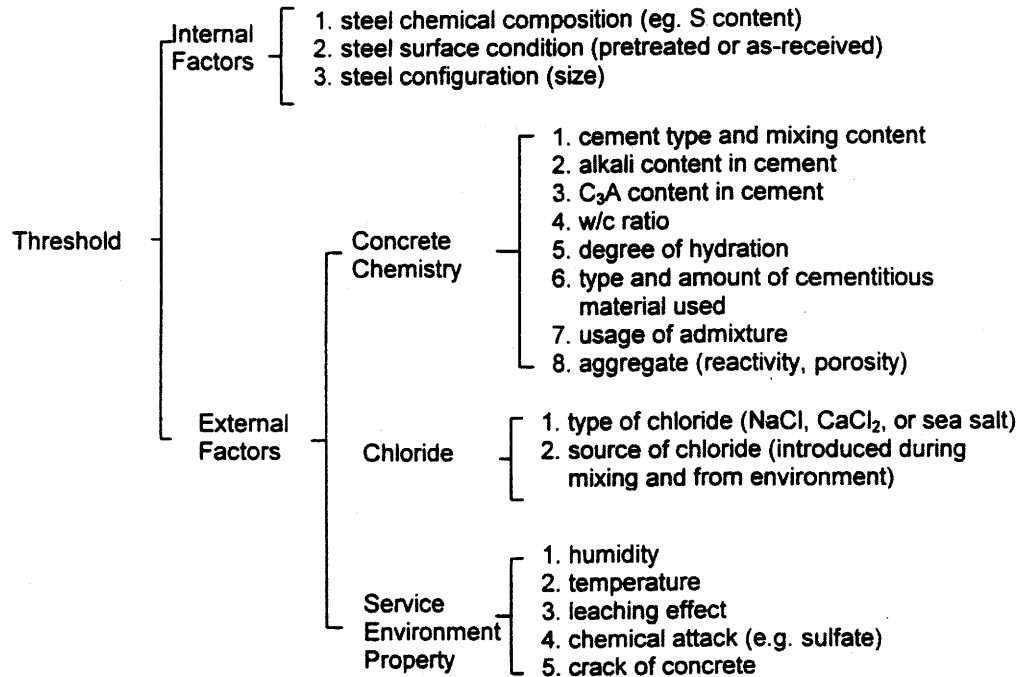 Internal
Factors
1. steel chemical composition (eg. S content)
2. steel surface condition (pretreated or as-received)
3. steel configuration (size)
Threshold
External
Factors
Concrete
Chemistry
1. cement type and mixing content
2. alkali content in cement
3. C₃A content in cement
4. w/c ratio
5. degree of hydration
6. type and amount of cementitious
material used
7. usage of admixture
8. aggregate (reactivity, porosity)
Chloride
1. type of chloride (NaCl, CaCl₂, or sea salt)
2. source of chloride (introduced during
mixing and from environment)
Service
Environment
Property
1. humidity
2. temperature
3. leaching effect
4. chemical attack (e.g. sulfate)
5. crack of concrete